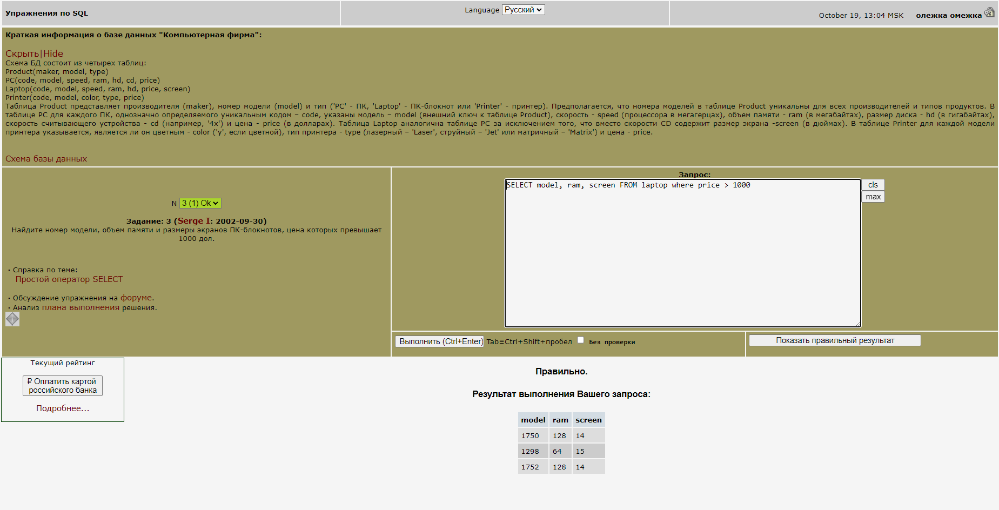 Упражнения по SQL
Language Русский
October 19, 13:04 MSK олежка омежка
Краткая информация о базе данных "Компьютерная фирма":
Скрыть|Hide
Схема БД состоит из четырех таблиц:
Product(maker, model, type)
PC(code, model, speed, ram, hd, cd, price)
Laptop(code, model, speed, ram, hd, price, screen)
Printer(code, model, color, type, price)
Таблица Product представляет производителя (maker), номер модели (model) и тип ('PC' - ПК, 'Laptop' - ПК-блокнот или 'Printer' - принтер). Предполагается, что номера моделей в таблице Product уникальны для всех производителей и типов продуктов. В
таблице PC для каждого ПК, однозначно определяемого уникальным кодом – code, указаны модель – model (внешний ключ к таблице Product), скорость - speed (процессора в мегагерцах), объем памяти - ram (в мегабайтах), размер диска - hd (в гигабайтах),
скорость считывающего устройства - cd (например, '4x') и цена - price (в долларах). Таблица Laptop аналогична таблице РС за исключением того, что вместо скорости CD содержит размер экрана -screen (в дюймах). В таблице Printer для каждой модели
принтера указывается, является ли он цветным - color ('y', если цветной), тип принтера - type (лазерный – 'Laser', струйный – 'Jet' или матричный – 'Matrix') и цена - price.
Схема базы данных
N 3 (1) Ok
Задание: 3 (Serge I: 2002-09-30)
Найдите номер модели, объем памяти и размеры экранов ПК-блокнотов, цена которых превышает
1000 дол.
· Справка по теме:
Простой оператор SELECT
· Обсуждение упражнения на форуме.
· Анализ плана выполнения решения.
Запрос:
SELECT model, ram, screen FROM laptop where price > 1000
cls
max
Выполнить (Ctrl+Enter) Tab≡Ctrl+Shift+пробел Без проверки
Показать правильный результат
Текущий рейтинг
₽ Оплатить картой
российского банка
Подробнее...
Правильно.
Результат выполнения Вашего запроса:
model ram screen
1750 128 14
1298 64 15
1752 128 14